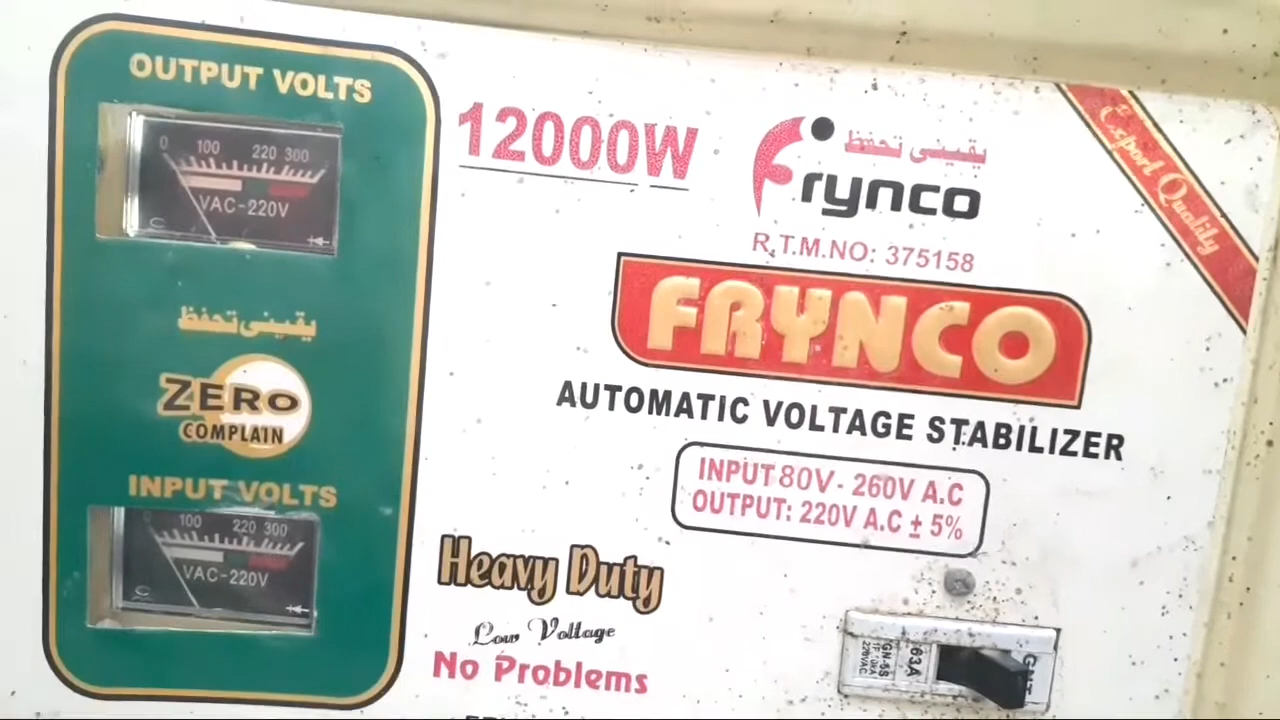 OUTPUT VOLTS
0 100 220 300
VAC-220V
یقینی تحفظ
ZERO
COMPLAIN
INPUT VOLTS
100 220 300
VAC-220V
12000W
یقینی تحفظ
Frynco
R.T.M.NO: 375158
FRYNCO
AUTOMATIC VOLTAGE STABILIZER
INPUT 80V - 260V A.C
OUTPUT: 220V A.C ± 5%
Export Quality
Heavy Duty
Low Voltage
No Problems
63A
220VAC